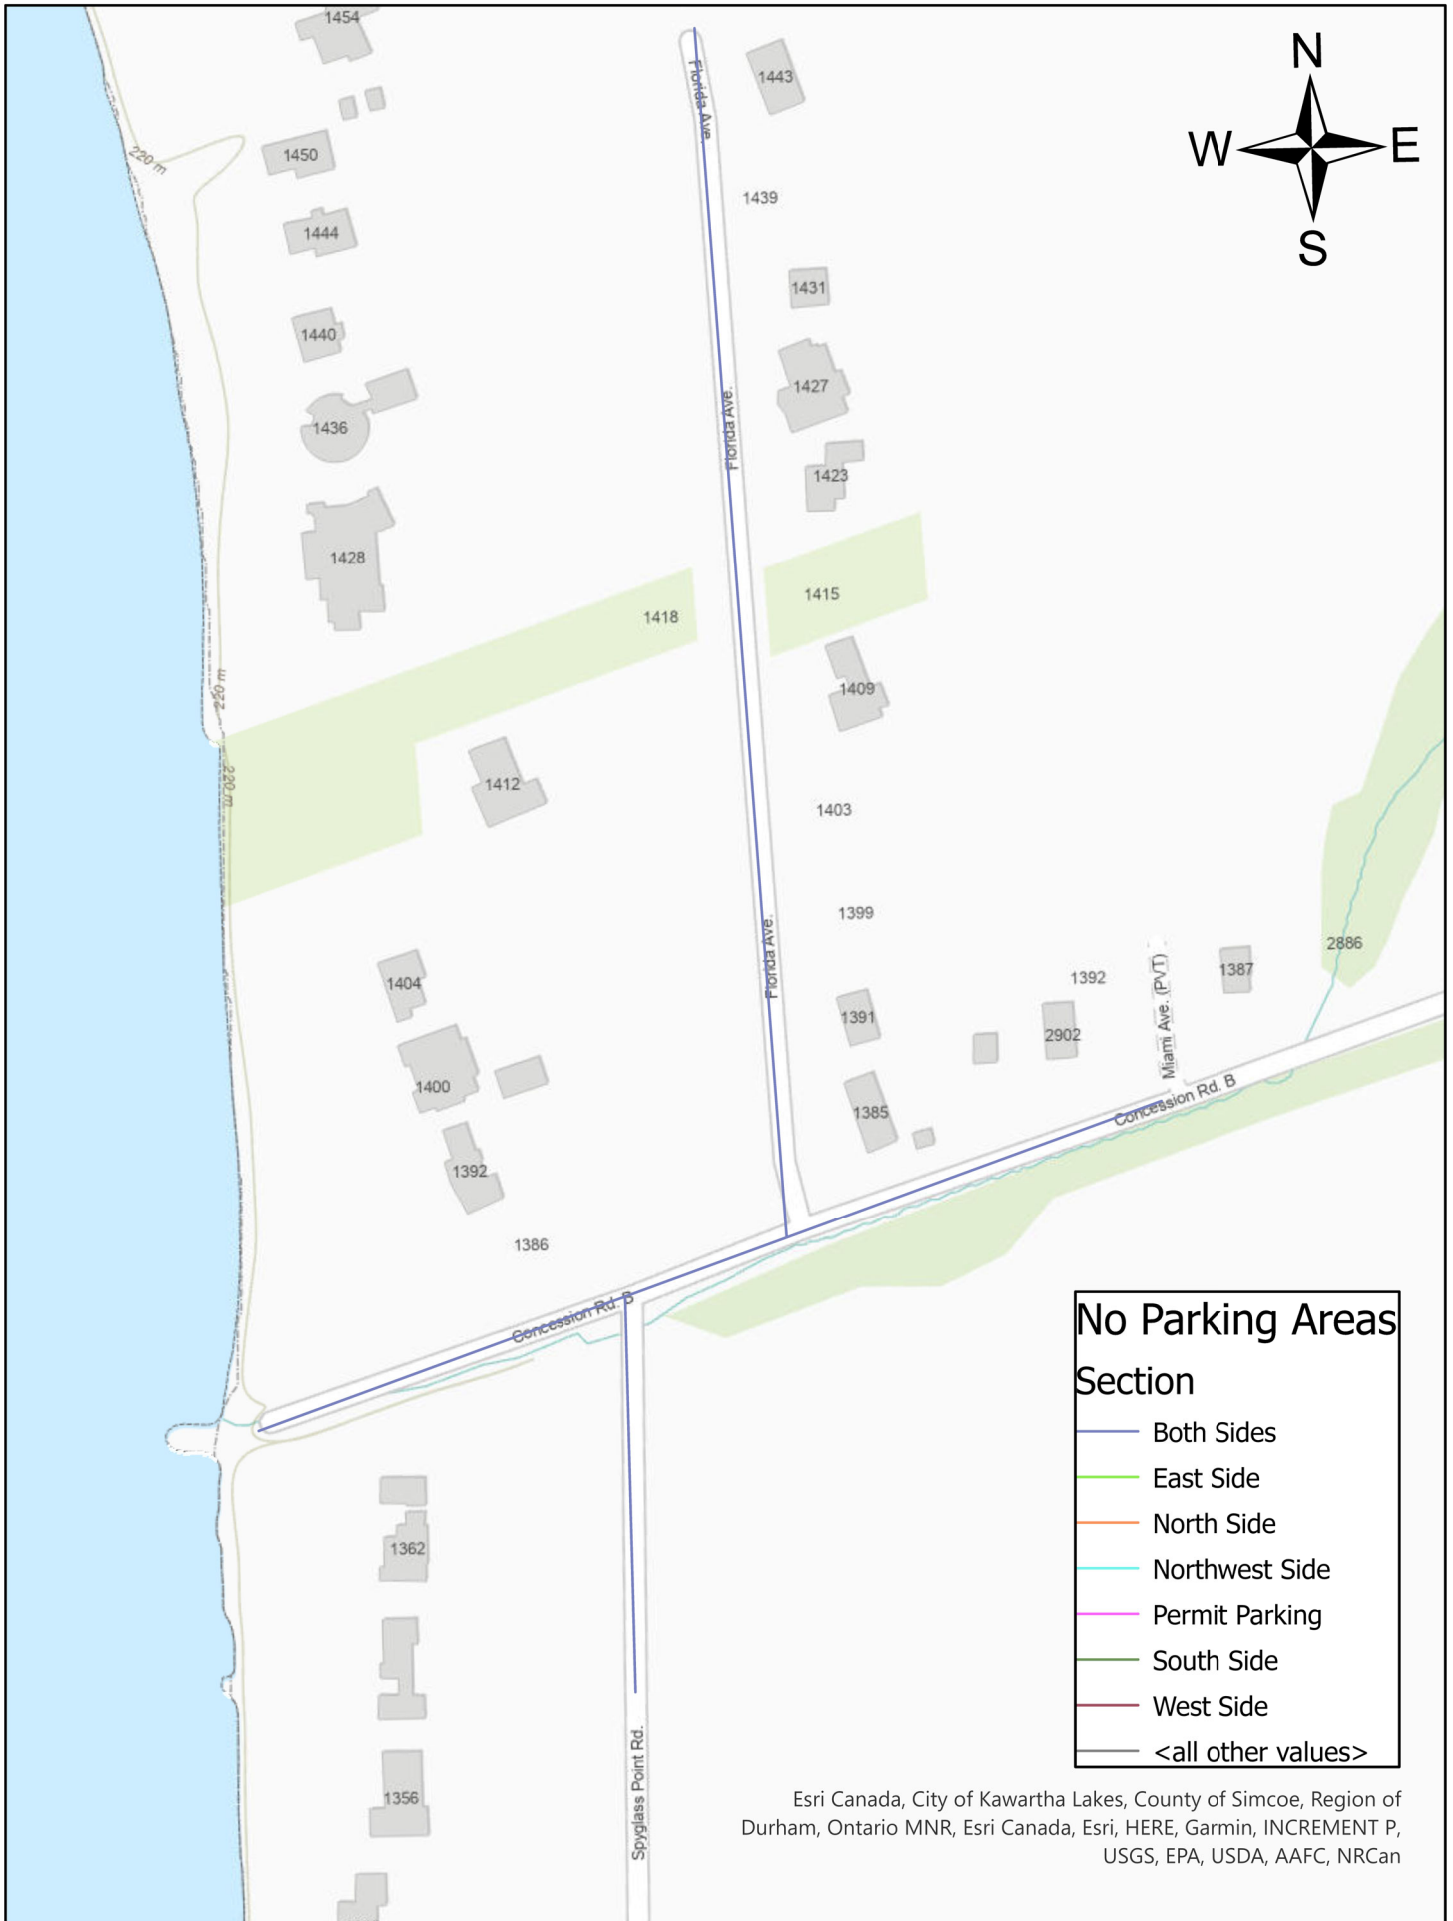 1454
N
W E
S
1443
Florida Ave.
1450
1439
1444
1431
1440
1427
Florida Ave.
1436
1423
1428
1415
1418
220 m
220 m
220 m
1409
1412
1403
1399
Florida Ave.
2886
1387
1392
Miami Ave. (PVT)
1404
1391
2902
1400
1385
Concession Rd. B
1392
1386
Concession Rd. B
No Parking Areas
Section
Both Sides
East Side
North Side
Northwest Side
Permit Parking
South Side
West Side
<all other values>
1362
1356
Spyglass Point Rd.
Esri Canada, City of Kawartha Lakes, County of Simcoe, Region of
Durham, Ontario MNR, Esri Canada, Esri, HERE, Garmin, INCREMENT P,
USGS, EPA, USDA, AAFC, NRCan